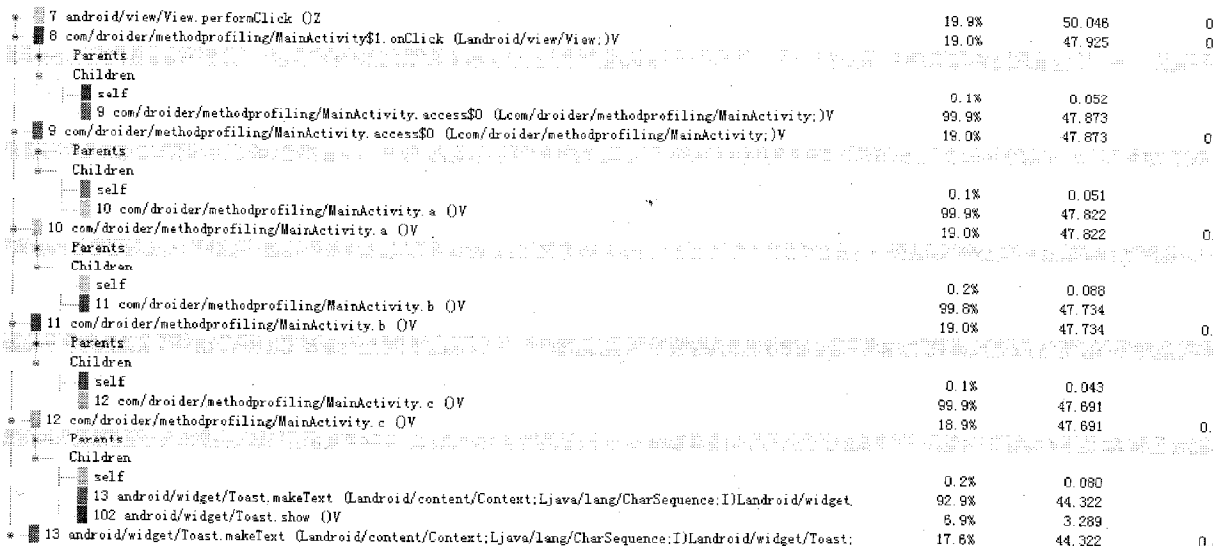 7 android/view/View.performClick ()Z 19.9% 50.046 0
8 com/droider/methodprofiling/MainActivity$1.onClick (Landroid/view/View;)V 19.0% 47.925 0
Parents
Children
self 0.1% 0.052
9 com/droider/methodprofiling/MainActivity.access$0 (Lcom/droider/methodprofiling/MainActivity;)V 99.9% 47.873
9 com/droider/methodprofiling/MainActivity.access$0 (Lcom/droider/methodprofiling/MainActivity;)V 19.0% 47.873 0
Parents
Children
self 0.1% 0.051
10 com/droider/methodprofiling/MainActivity.a ()V 99.9% 47.822
10 com/droider/methodprofiling/MainActivity.a ()V 19.0% 47.822 0.
Parents
Children
self 0.2% 0.088
11 com/droider/methodprofiling/MainActivity.b ()V 99.8% 47.734
11 com/droider/methodprofiling/MainActivity.b ()V 19.0% 47.734 0.
Parents
Children
self 0.1% 0.043
12 com/droider/methodprofiling/MainActivity.c ()V 99.9% 47.691
12 com/droider/methodprofiling/MainActivity.c ()V 18.9% 47.691 0.
Parents
Children
self 0.2% 0.080
13 android/widget/Toast.makeText (Landroid/content/Context;Ljava/lang/CharSequence;I)Landroid/widget. 92.9% 44.322
102 android/widget/Toast.show ()V 6.9% 3.289
13 android/widget/Toast.makeText (Landroid/content/Context;Ljava/lang/CharSequence;I)Landroid/widget/Toast; 17.6% 44.322 0.